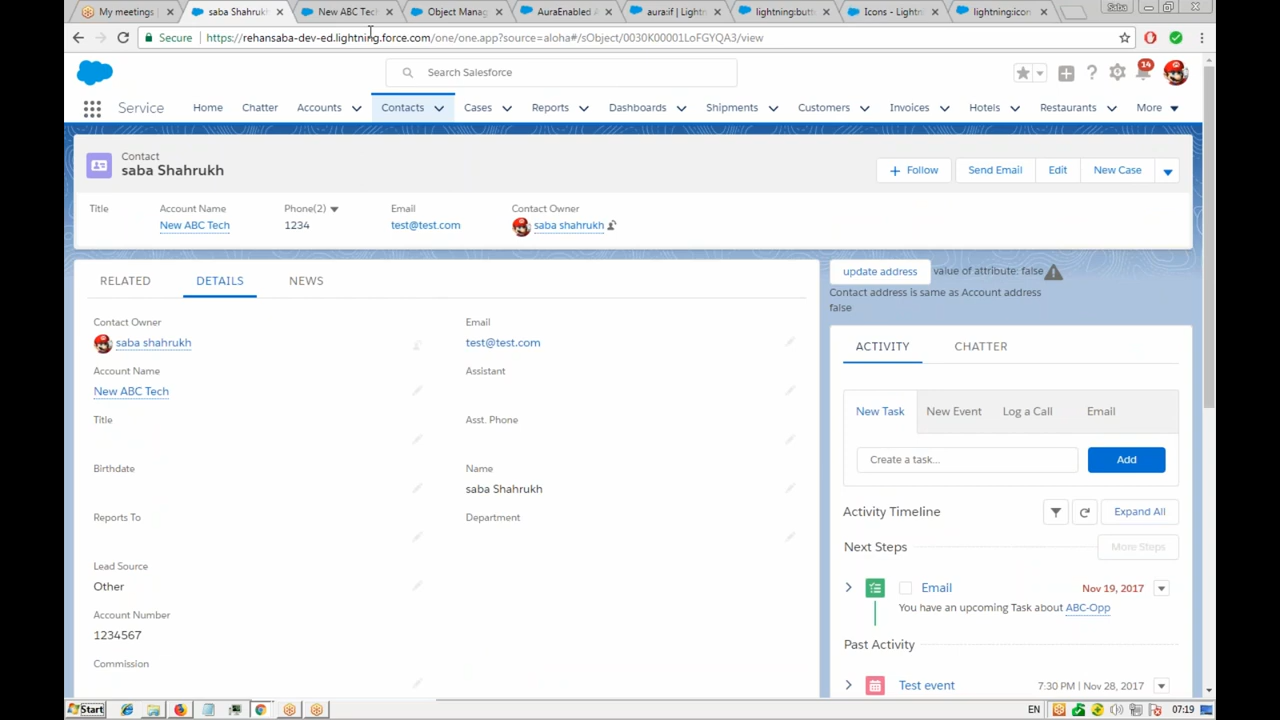 My meetings
saba Shahrukh
New ABC Tech
Object Manag
AuraEnabled A
aura:if | Lightn
lightning:butt
Icons - Lightn
lightning:icon
Saba
Secure
https://rehansaba-dev-ed.lightning.force.com/one/one.app?source=aloha#/sObject/0030K00001LoFGYQA3/view
Search Salesforce
14
Service
Home
Chatter
Accounts
Contacts
Cases
Reports
Dashboards
Shipments
Customers
Invoices
Hotels
Restaurants
More
Contact
saba Shahrukh
+ Follow
Send Email
Edit
New Case
Title
Account Name
New ABC Tech
Phone(2)
1234
Email
test@test.com
Contact Owner
saba shahrukh
RELATED
DETAILS
NEWS
Contact Owner
saba shahrukh
Account Name
New ABC Tech
Title
Birthdate
Reports To
Lead Source
Other
Account Number
1234567
Commission
Email
test@test.com
Assistant
Asst. Phone
Name
saba Shahrukh
Department
update address
value of attribute: false
Contact address is same as Account address
false
ACTIVITY
CHATTER
New Task
New Event
Log a Call
Email
Create a task...
Add
Activity Timeline
Expand All
Next Steps
More Steps
Email
Nov 19, 2017
You have an upcoming Task about ABC-Opp
Past Activity
Test event
7:30 PM | Nov 28, 2017
Start
EN
07:19